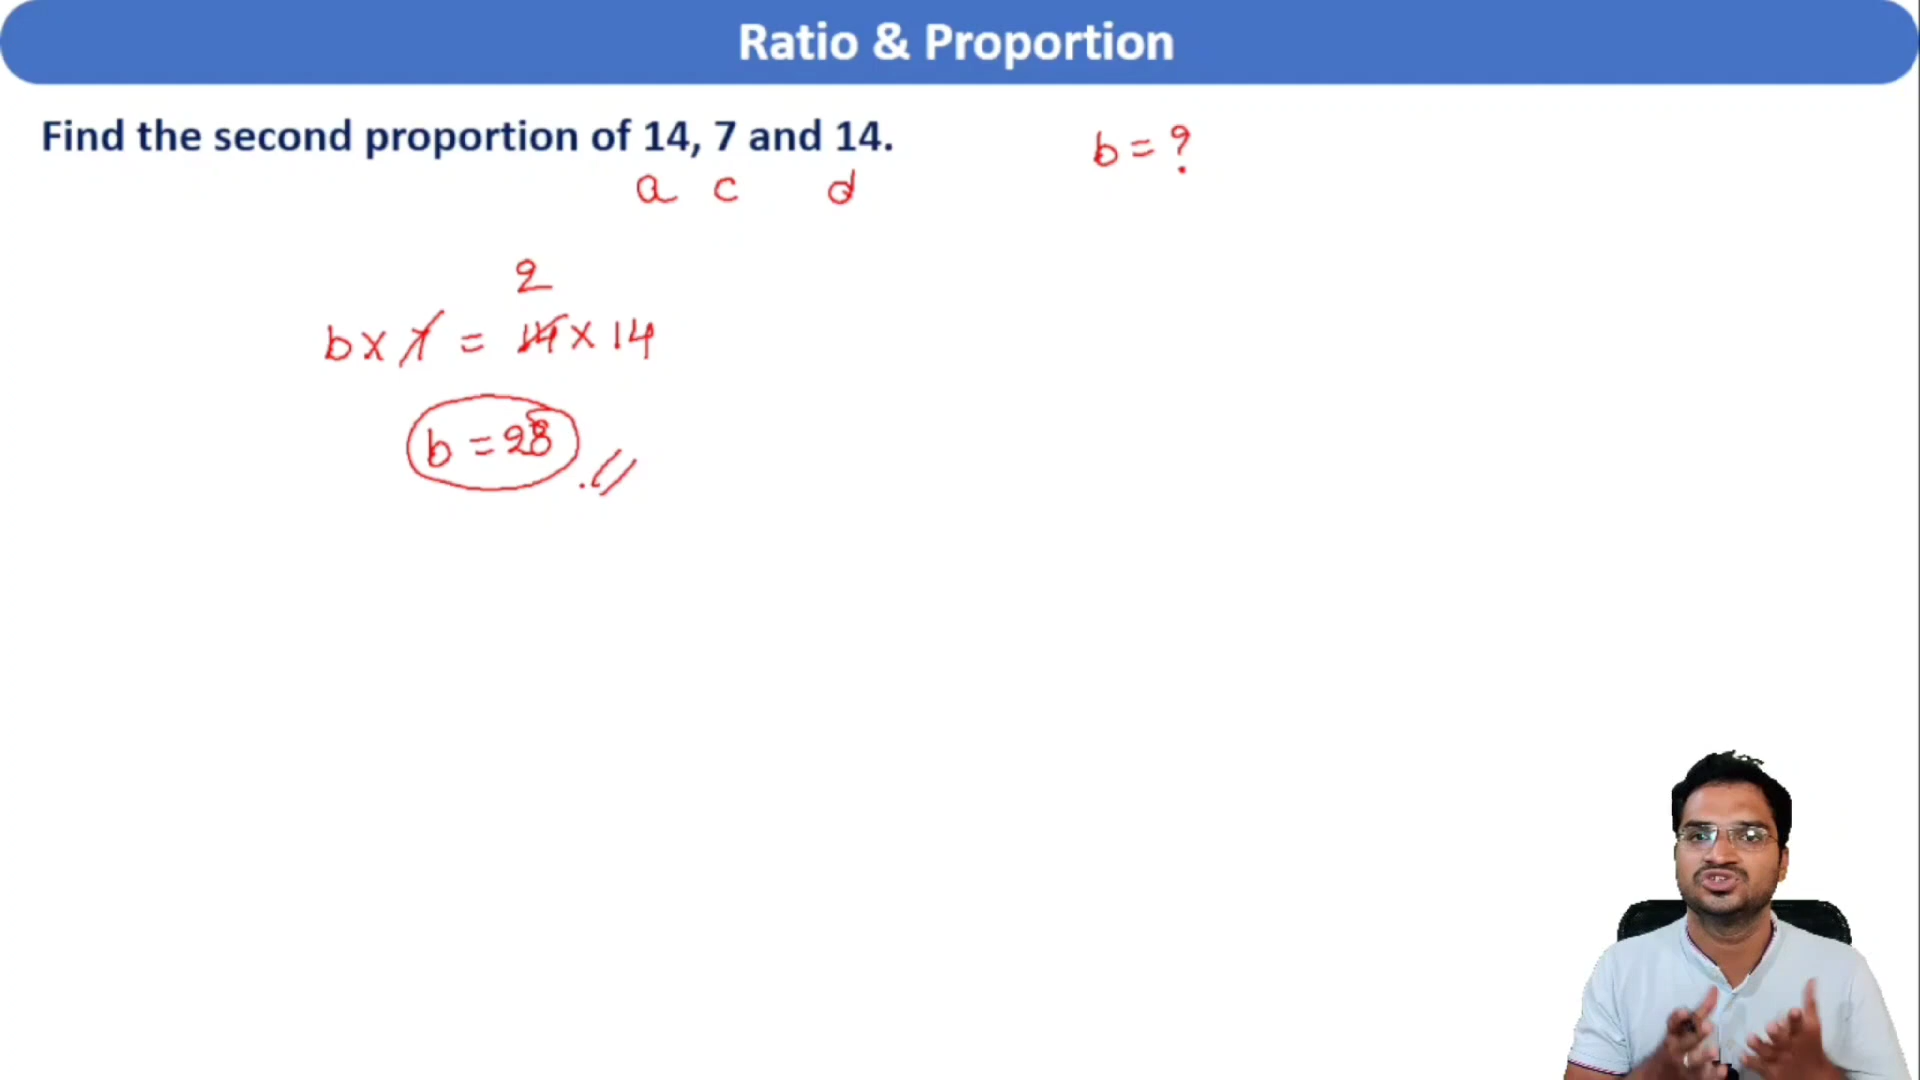 Ratio & Proportion
Find the second proportion of 14, 7 and 14.
b = ?
a c d
2
b x 7 = 14 x 14
b = 28